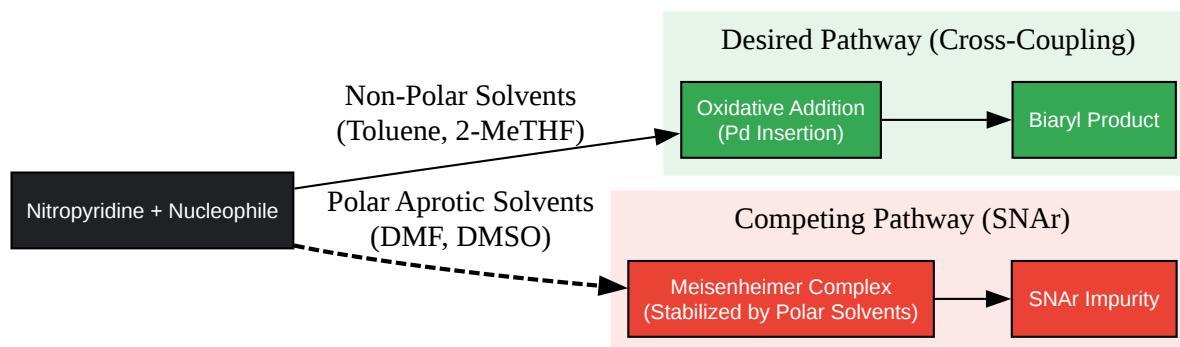 Desired Pathway (Cross-Coupling)
Non-Polar Solvents
(Toluene, 2-MeTHF)
Oxidative Addition
(Pd Insertion)
Biaryl Product
Nitropyridine + Nucleophile
Polar Aprotic Solvents
(DMF, DMSO)
Competing Pathway (SNAr)
Meisenheimer Complex
(Stabilized by Polar Solvents)
SNAr Impurity